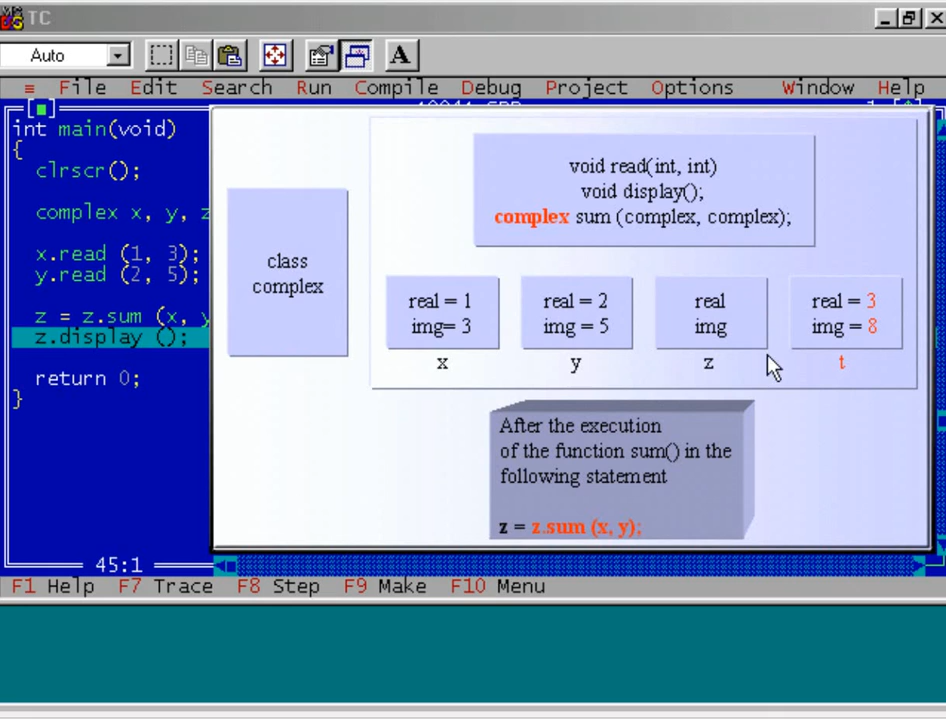 TC
Auto
A
≡ File Edit Search Run Compile Debug Project Options Window Help
int main(void)
{
clrscr();
complex x, y, z
x.read (1, 3);
y.read (2, 5);
z = z.sum (x, y
z.display ();
return 0;
}
45:1
class
complex
void read(int, int)
void display();
complex sum (complex, complex);
real = 1
img= 3
x
real = 2
img = 5
y
real
img
z
real = 3
img = 8
t
After the execution
of the function sum() in the
following statement
z = z.sum (x, y);
F1 Help F7 Trace F8 Step F9 Make F10 Menu